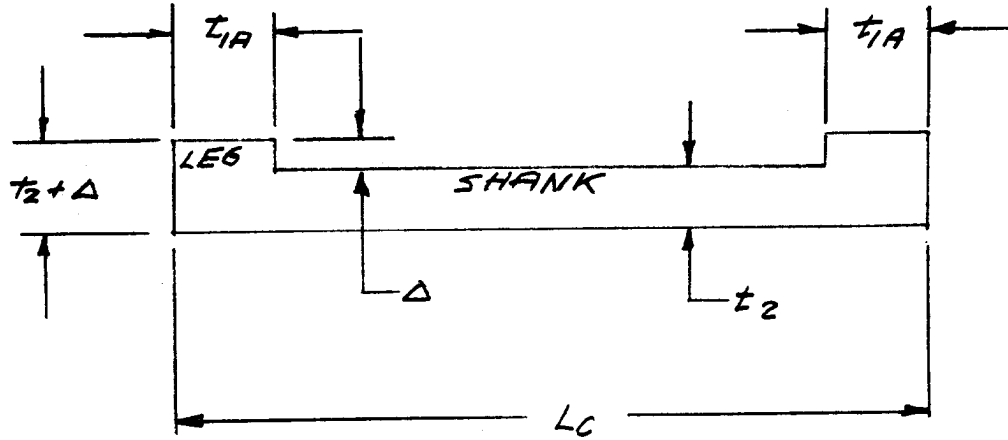 t1A
t1A
LEG
t2 + Δ
SHANK
Δ
t2
LC